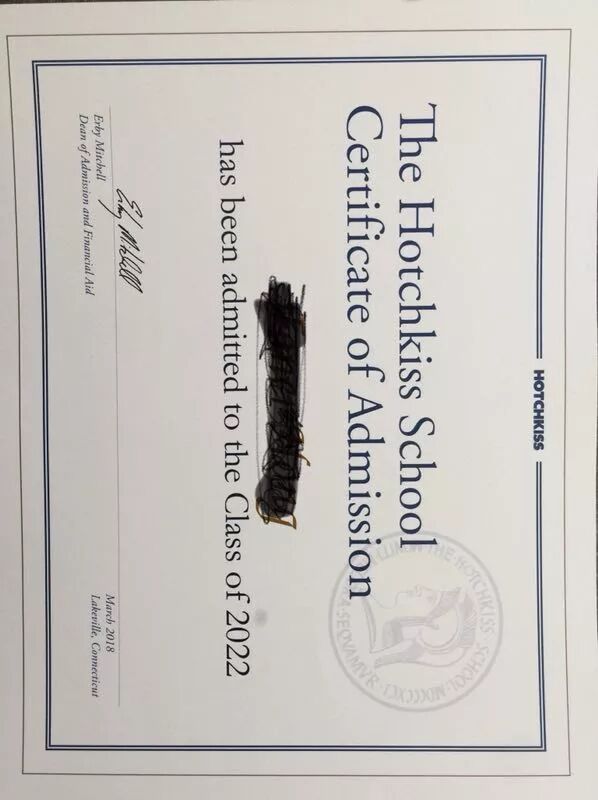 HOTCHKISS
The Hotchkiss School
Certificate of Admission
has been admitted to the Class of 2022
Erby Mitchell
Dean of Admission and Financial Aid
March 2018
Lakeville, Connecticut